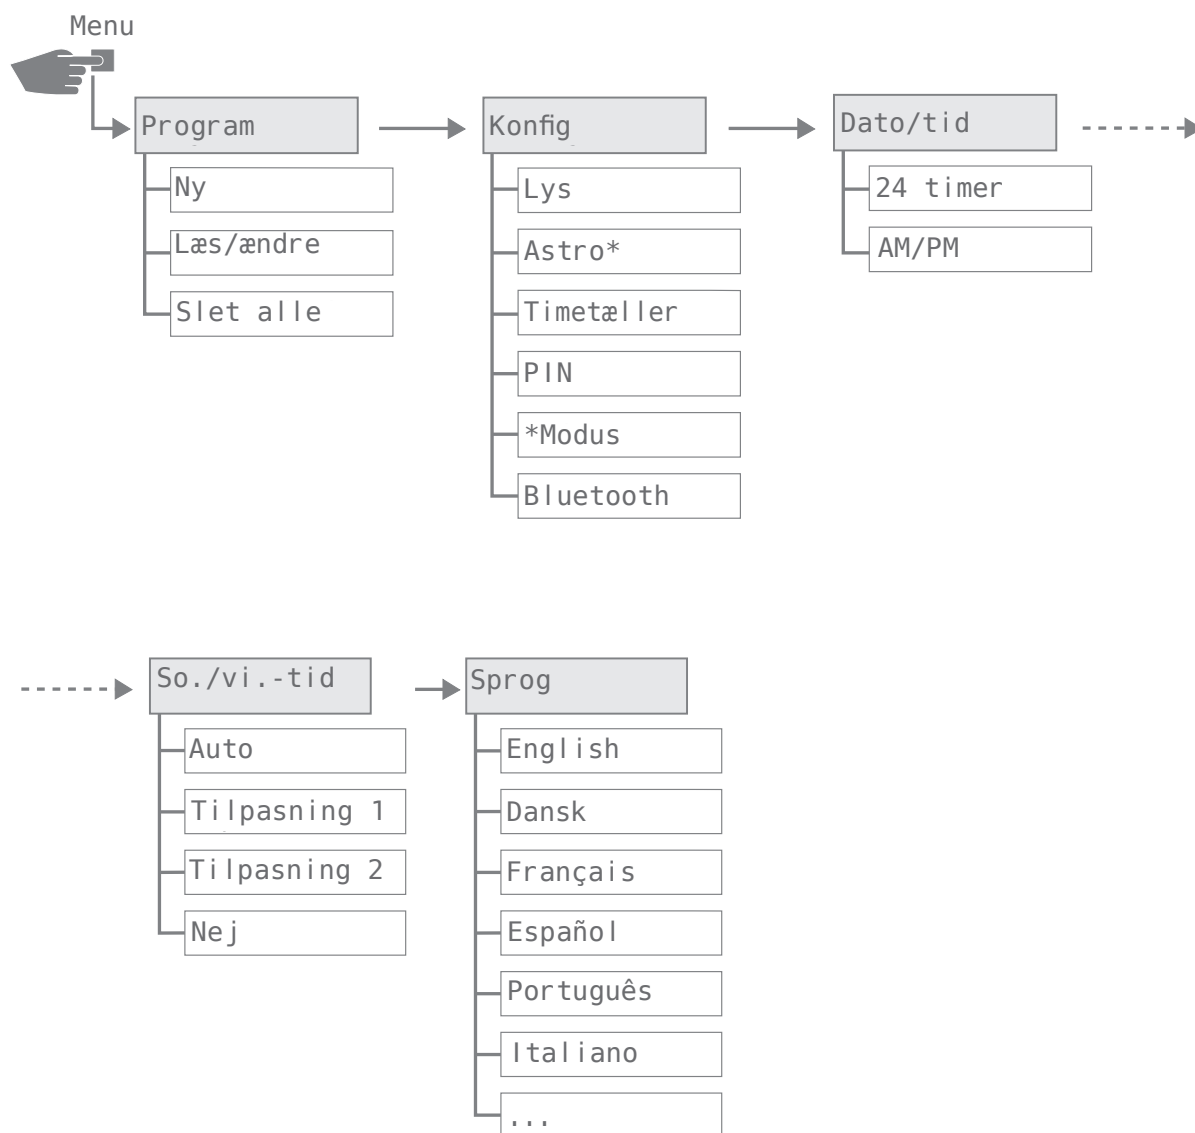 Menu
Program
Ny
Læs/ændre
Slet alle
Konfig
Lys
Astro*
Timetæller
PIN
*Modus
Bluetooth
Dato/tid
24 timer
AM/PM
So./vi.-tid
Auto
Tilpasning 1
Tilpasning 2
Nej
Sprog
English
Dansk
Français
Español
Português
Italiano
...